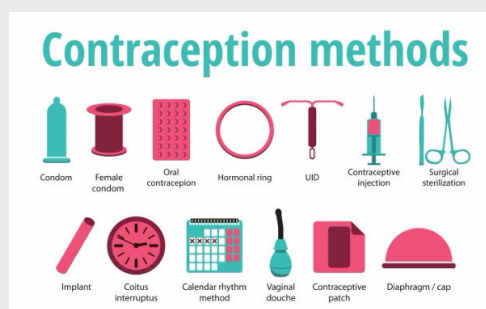 Contraception methods
Condom
Female
condom
Oral
contracepion
Hormonal ring
UID
Contraceptive
injection
Surgical
sterilization
Implant
Coitus
interruptus
Calendar rhythm
method
Vaginal
douche
Contraceptive
patch
Diaphragm / cap